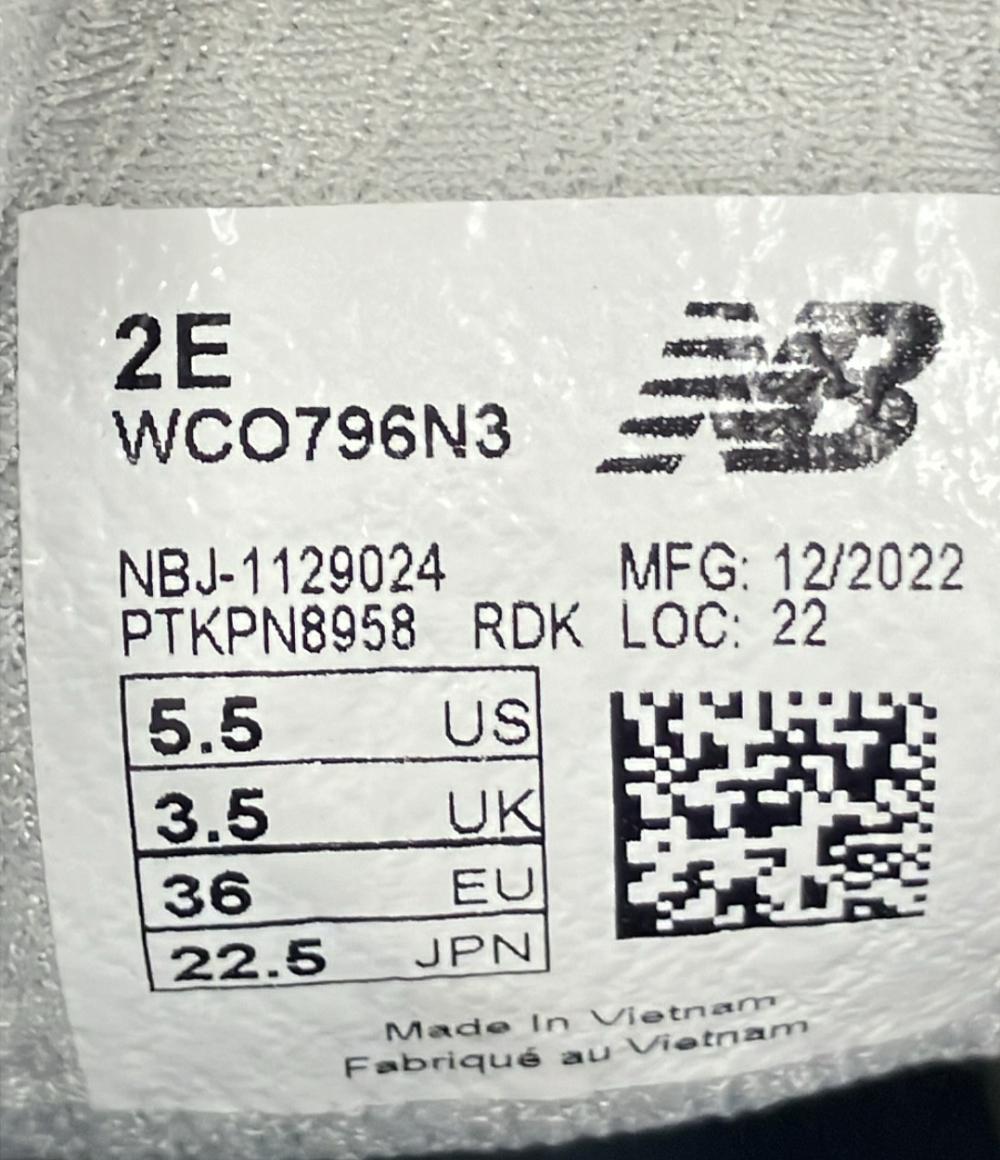 2E
WCO796N3
NB
NBJ-1129024 MFG: 12/2022
PTKPN8958 RDK LOC: 22
5.5 US
3.5 UK
36 EU
22.5 JPN
Made In Vietnam
Fabriqué au Vietnam